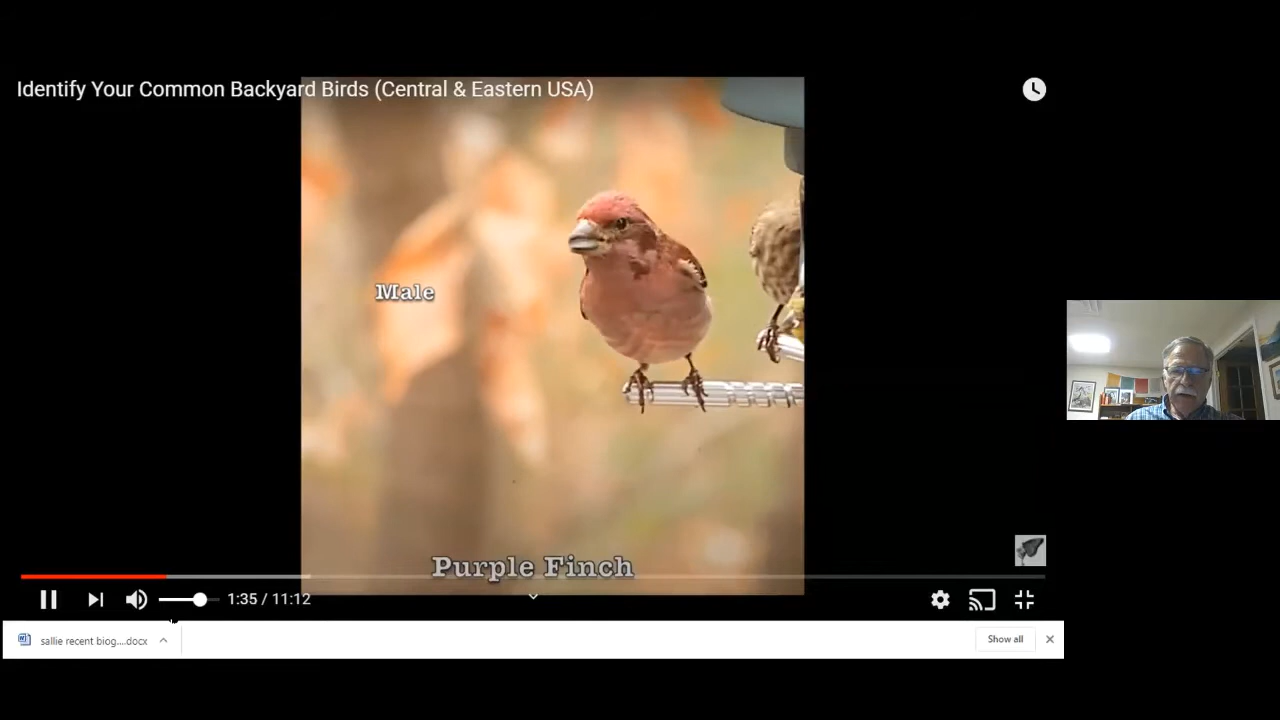 Identify Your Common Backyard Birds (Central & Eastern USA)
Male
Purple Finch
1:35 / 11:12
sallie recent biog....docx
Show all